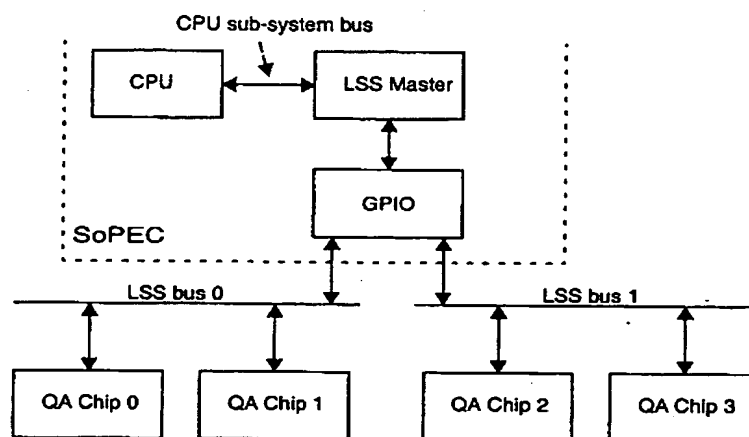 CPU sub-system bus
CPU
LSS Master
GPIO
SoPEC
LSS bus 0
LSS bus 1
QA Chip 0
QA Chip 1
QA Chip 2
QA Chip 3